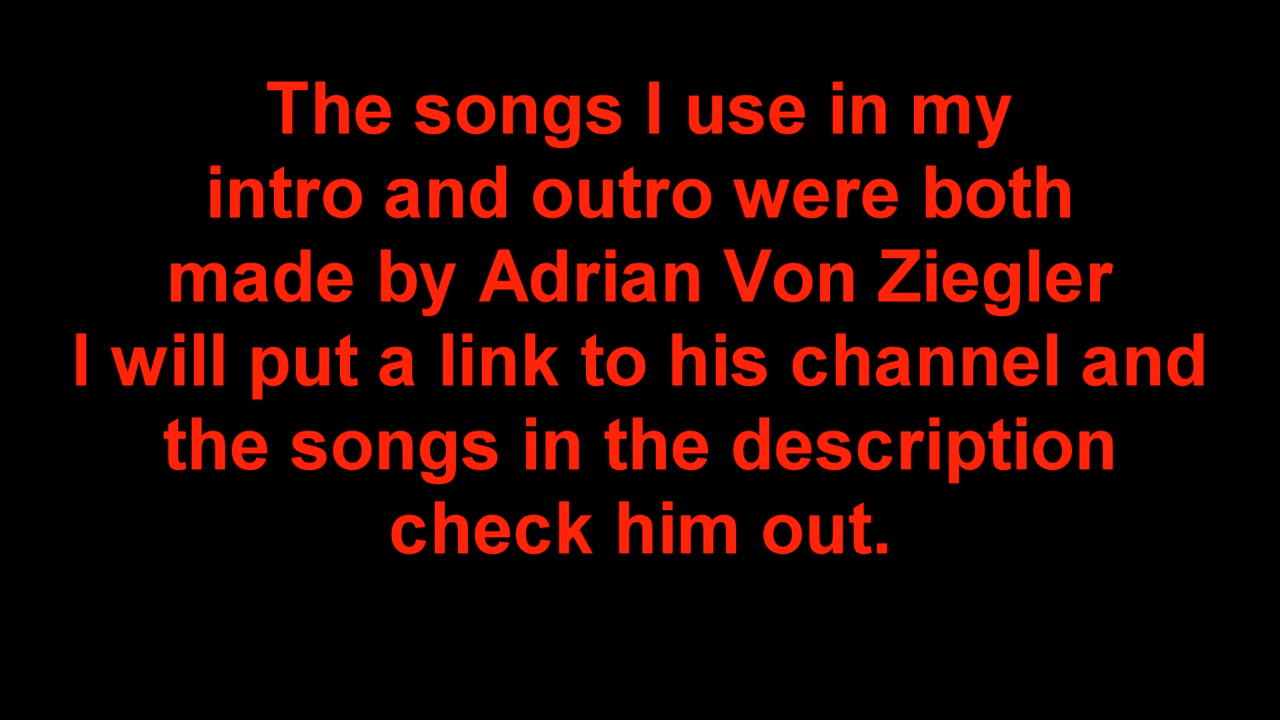 The songs I use in my
intro and outro were both
made by Adrian Von Ziegler
I will put a link to his channel and
the songs in the description
check him out.